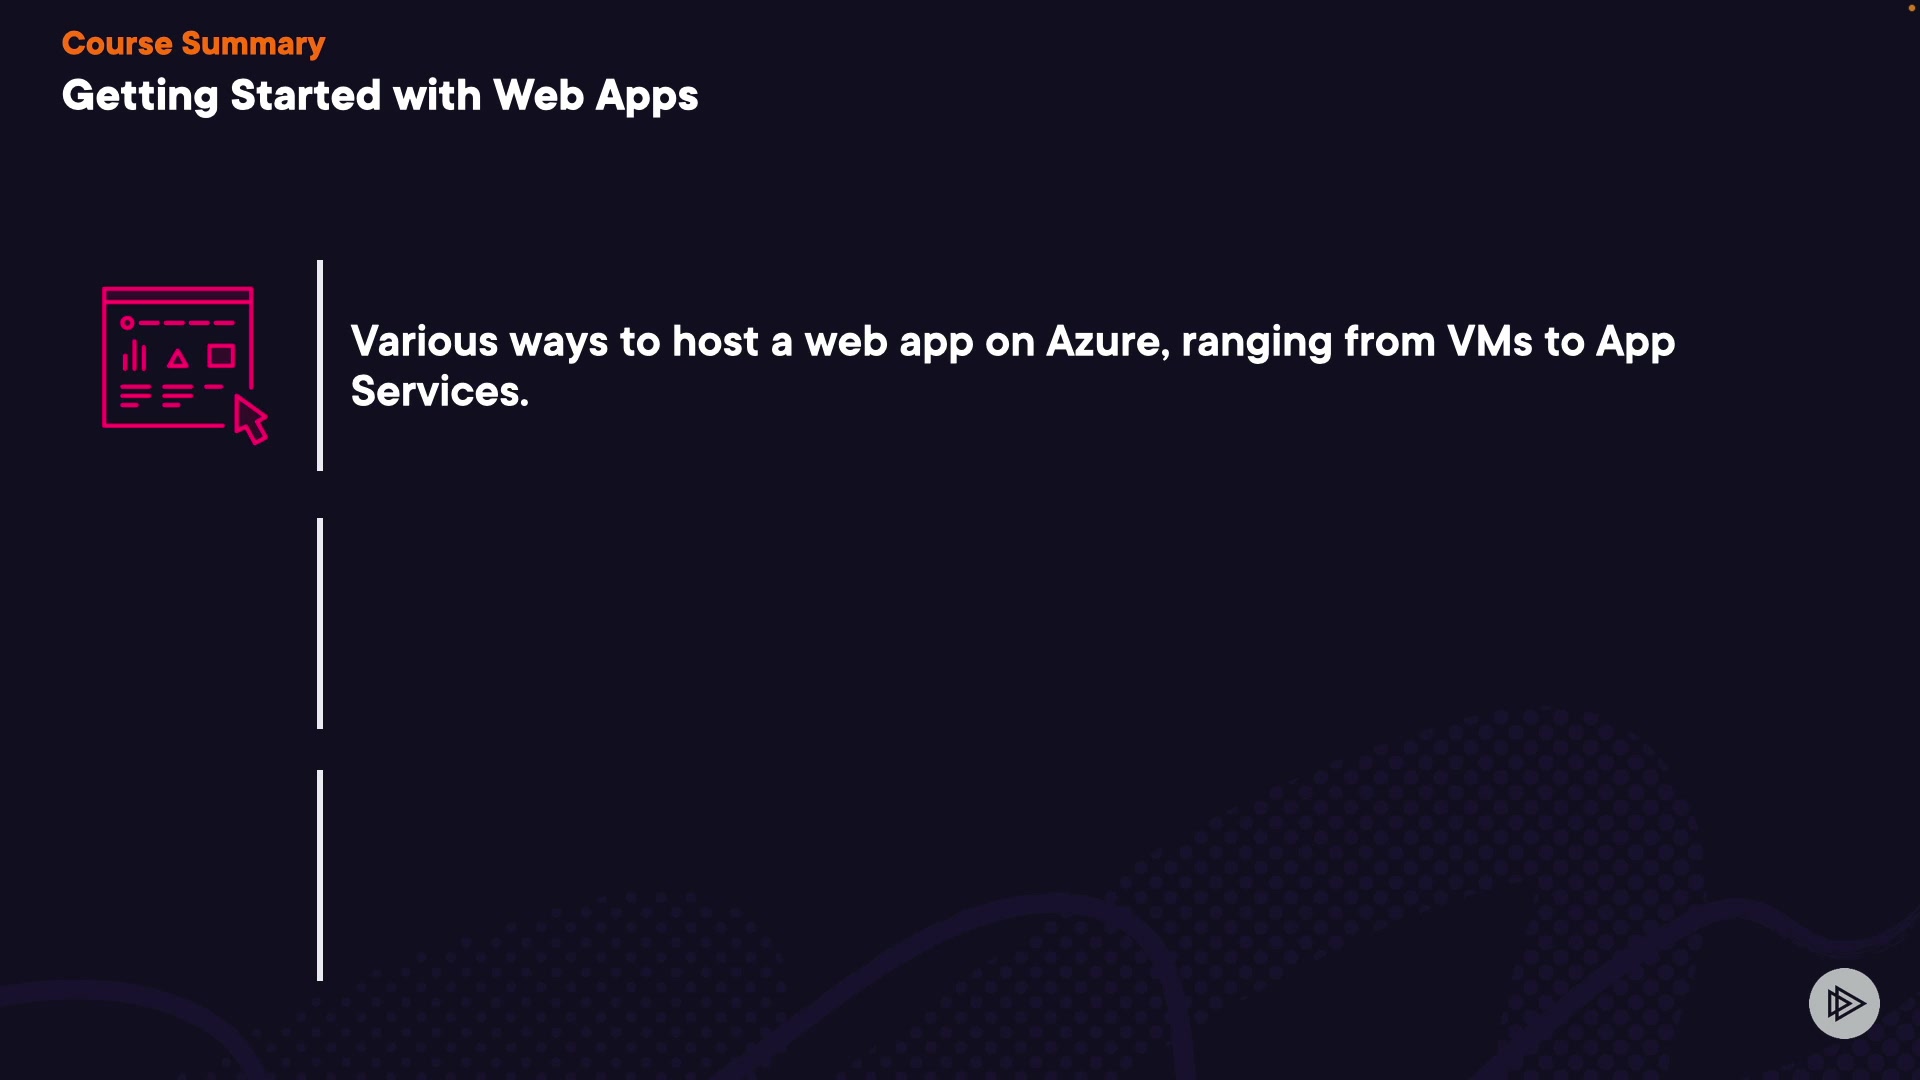 Course Summary
Getting Started with Web Apps
Various ways to host a web app on Azure, ranging from VMs to App
Services.